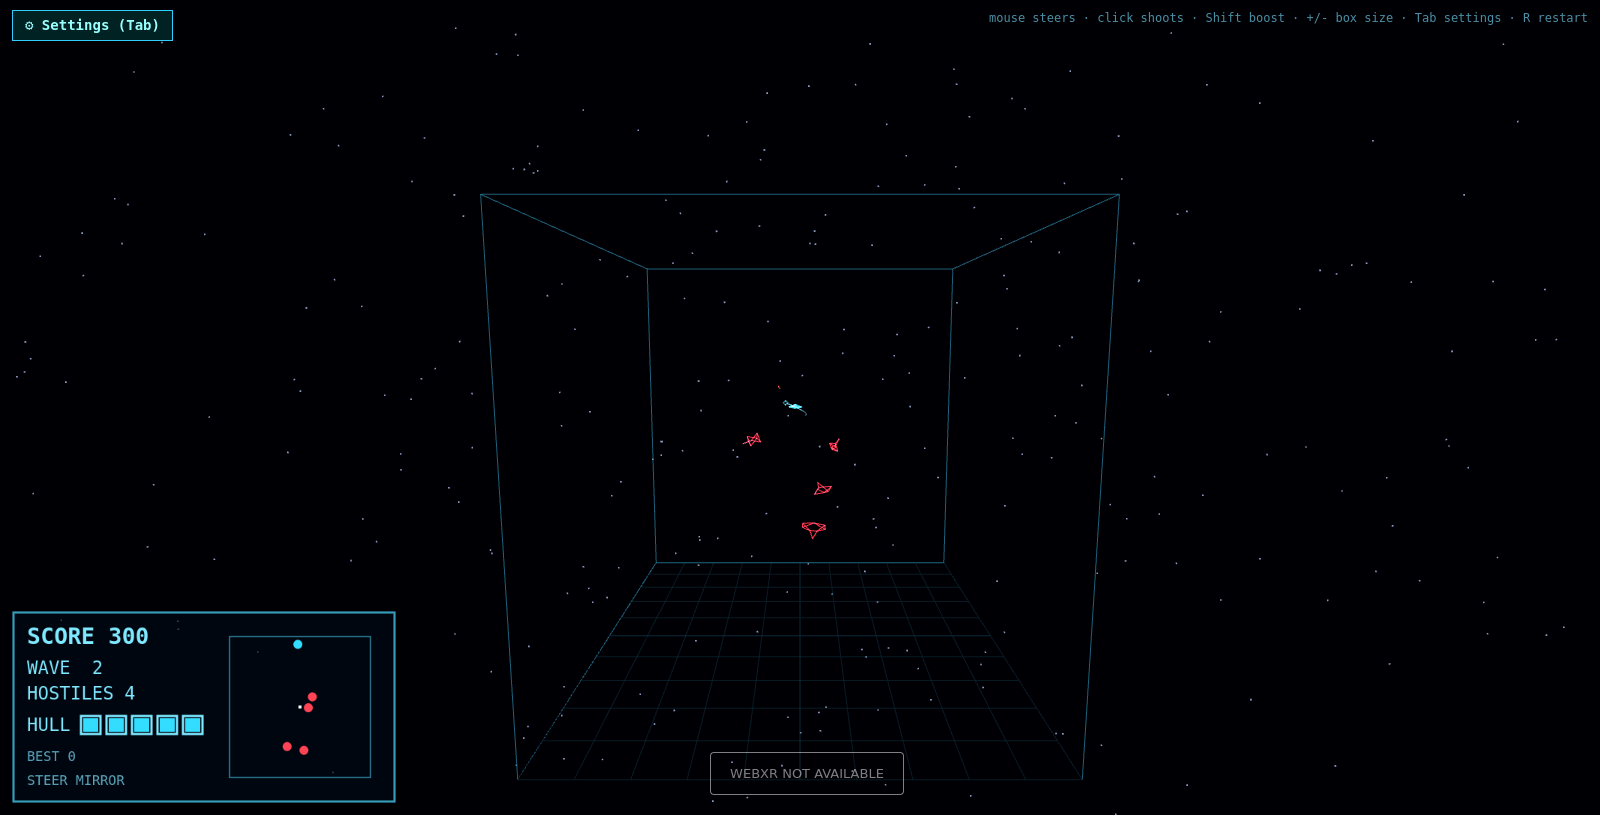 ⚙ Settings (Tab)
mouse steers · click shoots · Shift boost · +/- box size · Tab settings · R restart
SCORE 300
WAVE 2
HOSTILES 4
HULL
BEST 0
STEER MIRROR
WEBXR NOT AVAILABLE